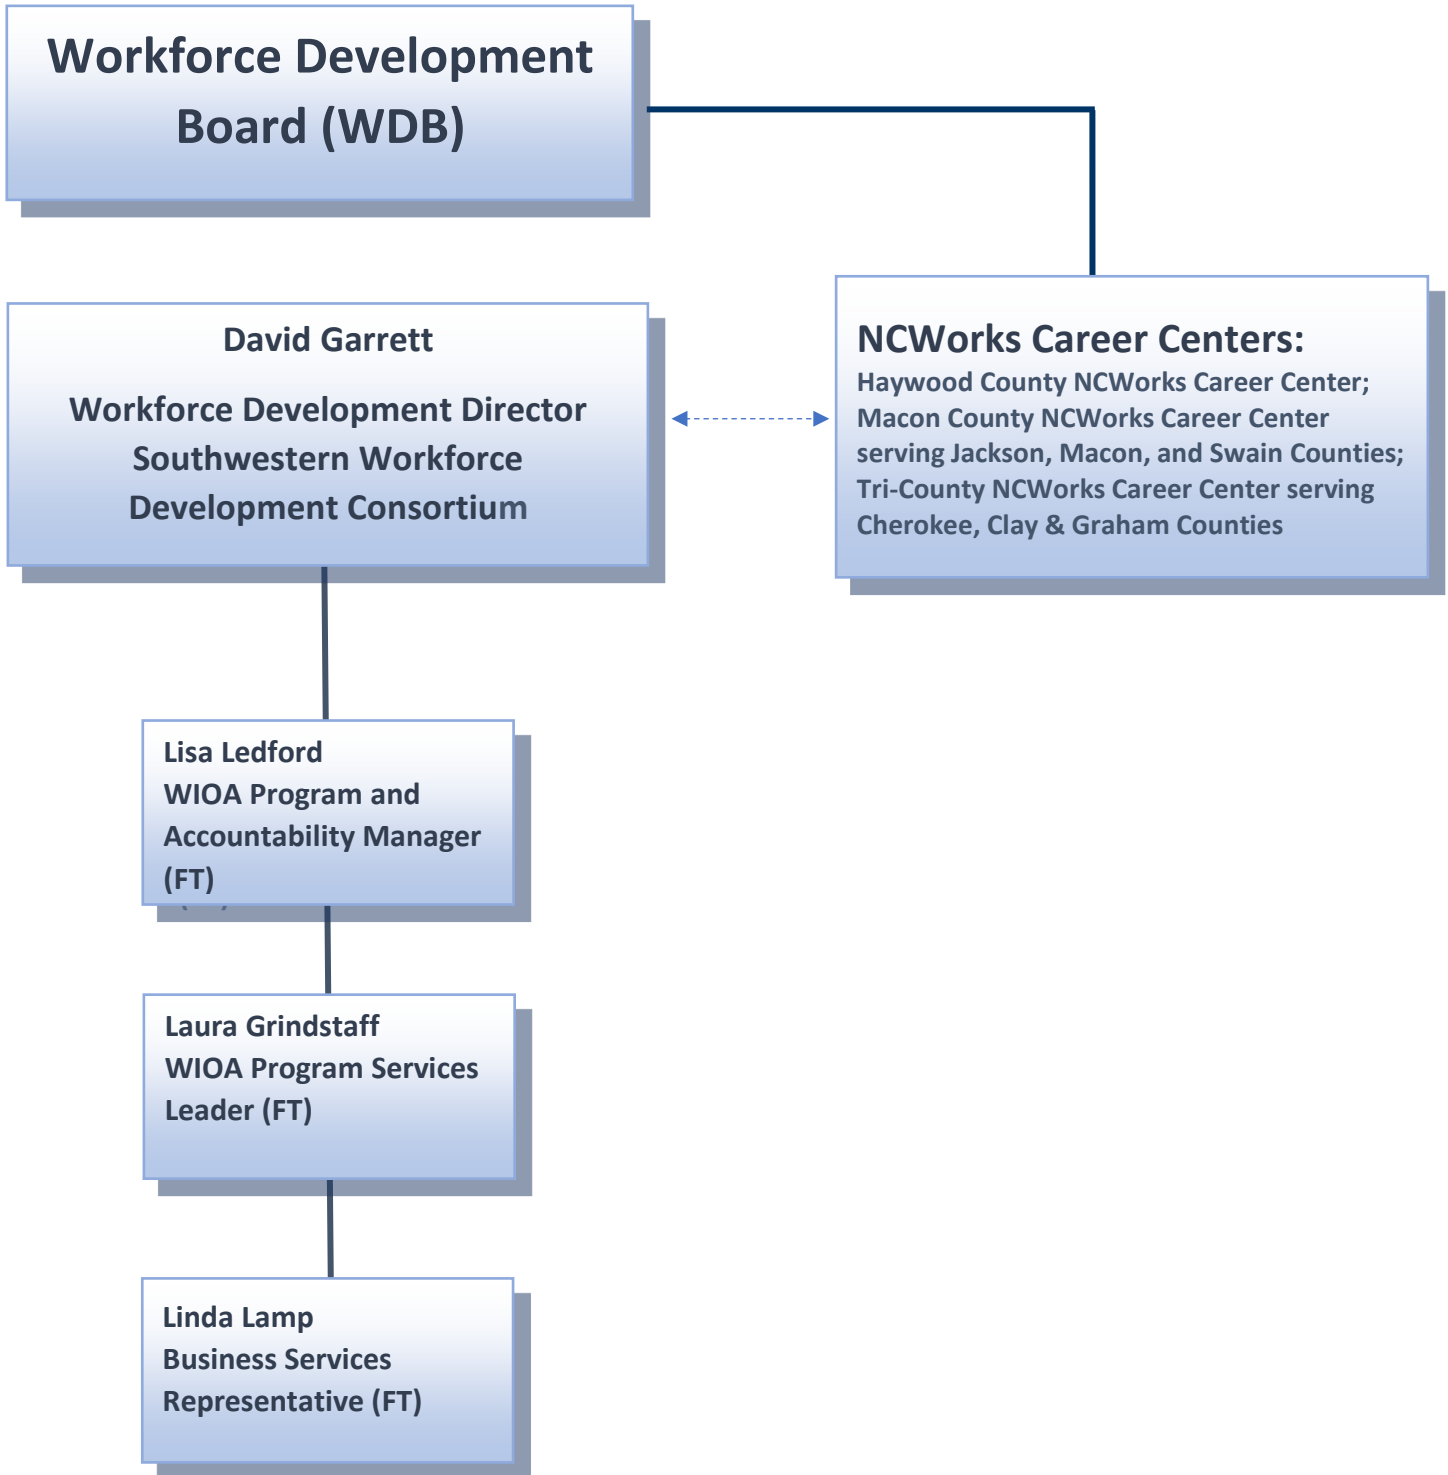 Workforce Development
Board (WDB)
David Garrett
Workforce Development Director
Southwestern Workforce
Development Consortium
NCWorks Career Centers:
Haywood County NCWorks Career Center;
Macon County NCWorks Career Center
serving Jackson, Macon, and Swain Counties;
Tri-County NCWorks Career Center serving
Cherokee, Clay & Graham Counties
Lisa Ledford
WIOA Program and
Accountability Manager
(FT)
Laura Grindstaff
WIOA Program Services
Leader (FT)
Linda Lamp
Business Services
Representative (FT)